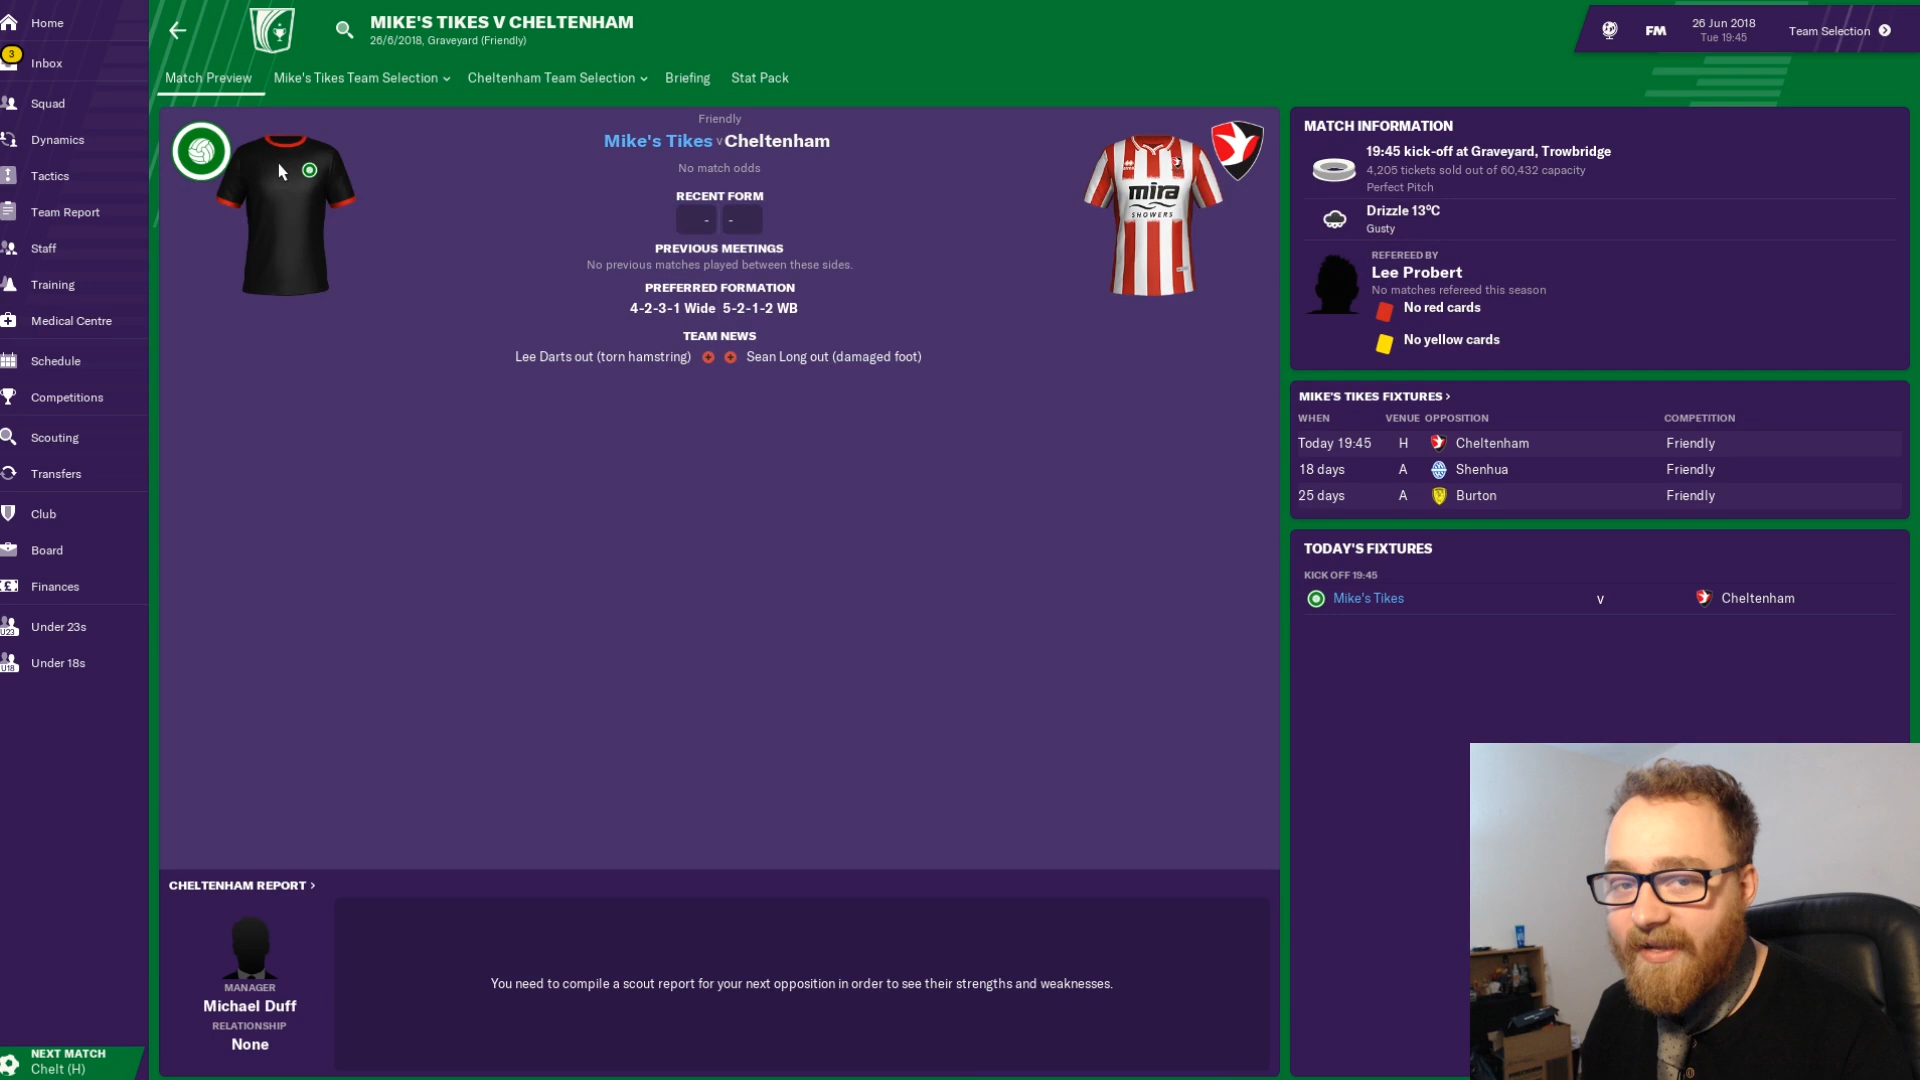 Home
3
Inbox
Squad
Dynamics
Tactics
Team Report
Staff
Training
Medical Centre
Schedule
Competitions
Scouting
Transfers
Club
Board
Finances
U23
Under 23s
U18
Under 18s
NEXT MATCH
Chelt (H)
MIKE'S TIKES V CHELTENHAM
26/6/2018, Graveyard (Friendly)
FM
26 Jun 2018
Tue 19:45
Team Selection
Match Preview
Mike's Tikes Team Selection
Cheltenham Team Selection
Briefing
Stat Pack
Friendly
Mike's Tikes v Cheltenham
No match odds
RECENT FORM
- -
PREVIOUS MEETINGS
No previous matches played between these sides.
PREFERRED FORMATION
4-2-3-1 Wide 5-2-1-2 WB
TEAM NEWS
Lee Darts out (torn hamstring) Sean Long out (damaged foot)
mira
SHOWERS
CHELTENHAM REPORT >
MANAGER
Michael Duff
RELATIONSHIP
None
You need to compile a scout report for your next opposition in order to see their strengths and weaknesses.
MATCH INFORMATION
19:45 kick-off at Graveyard, Trowbridge
4,205 tickets sold out of 60,432 capacity
Perfect Pitch
Drizzle 13°C
Gusty
REFEREED BY
Lee Probert
No matches refereed this season
No red cards
No yellow cards
MIKE'S TIKES FIXTURES >
WHEN VENUE OPPOSITION COMPETITION
Today 19:45 H Cheltenham Friendly
18 days A Shenhua Friendly
25 days A Burton Friendly
TODAY'S FIXTURES
KICK OFF 19:45
Mike's Tikes v Cheltenham